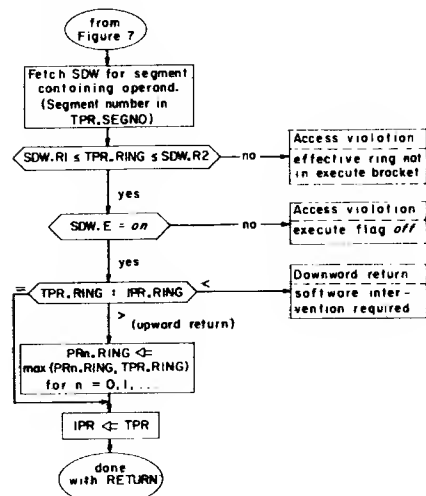 from
Figure 7
Fetch SDW for segment
containing operand.
(Segment number in
TPR.SEGNO)
SDW.R1 ≤ TPR.RING ≤ SDW.R2
no
Access violation
effective ring not
in execute bracket
yes
SDW.E = on
no
Access violation
execute flag off
yes
= TPR.RING : IPR.RING <
Downward return
software inter-
vention required
> (upward return)
PRn.RING ⇐
max(PRn.RING, TPR.RING)
for n = 0,1, ...
IPR ⇐ TPR
done
with RETURN